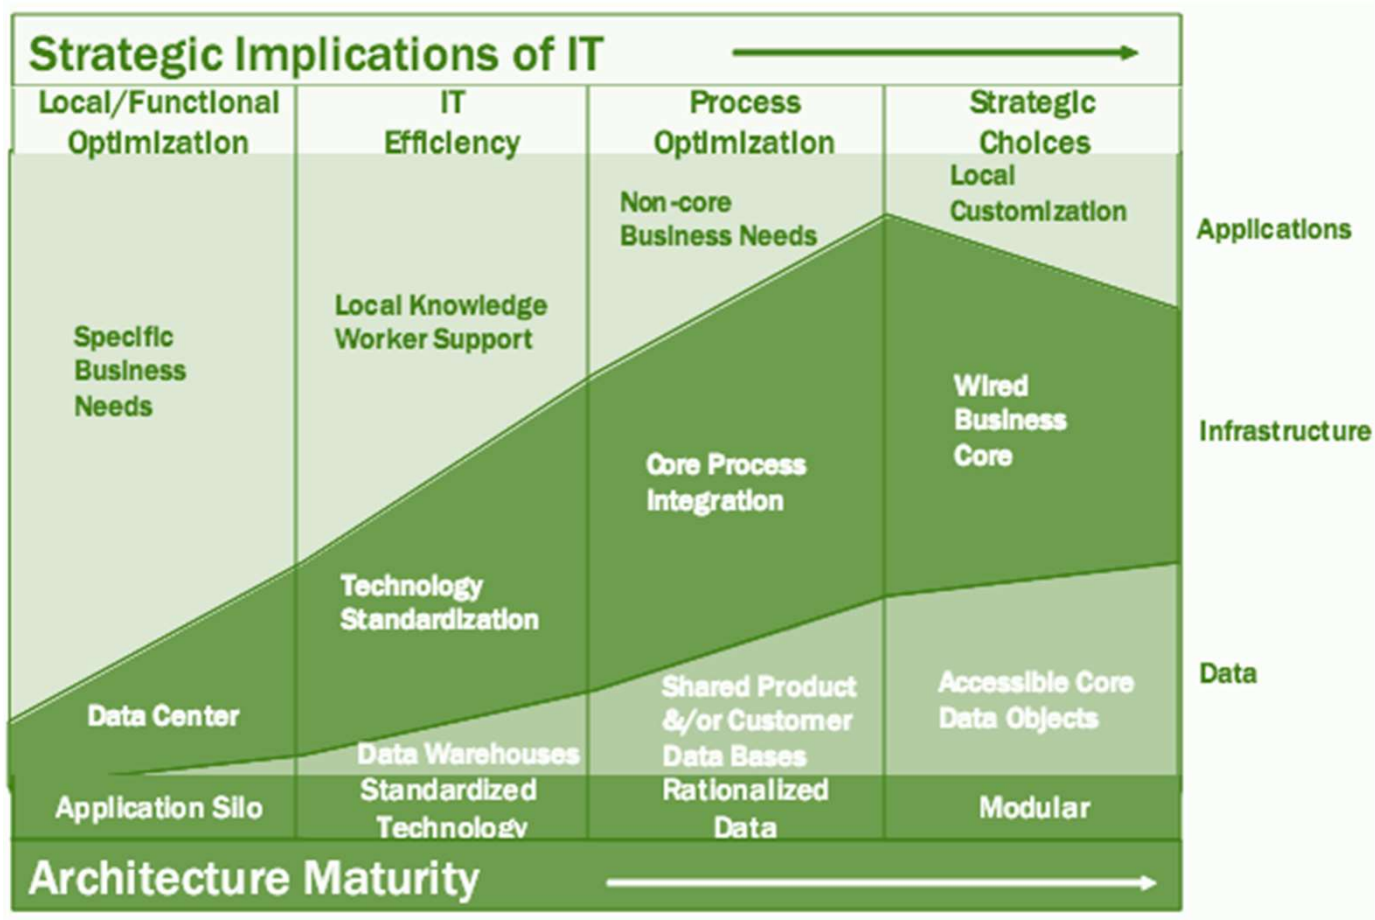 Strategic Implications of IT
Local/Functional
Optimization
IT
Efficiency
Process
Optimization
Strategic
Choices
Specific
Business
Needs
Local Knowledge
Worker Support
Non-core
Business Needs
Local
Customization
Applications
Data Center
Technology
Standardization
Core Process
Integration
Wired
Business
Core
Infrastructure
Data Warehouses
Shared Product
&/or Customer
Data Bases
Accessible Core
Data Objects
Data
Application Silo
Standardized
Technology
Rationalized
Data
Modular
Architecture Maturity